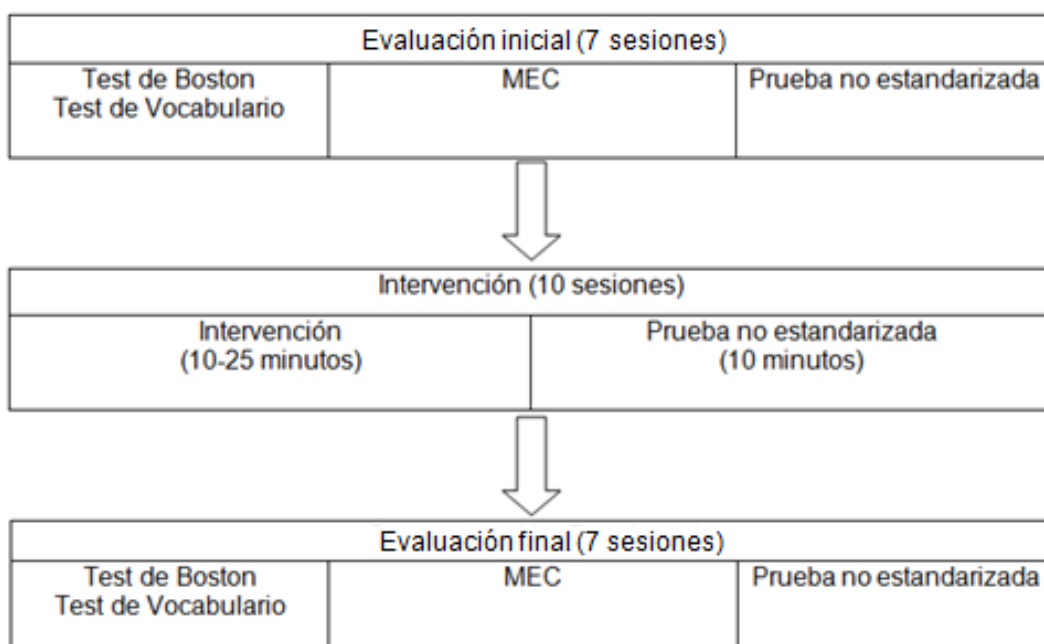 Evaluación inicial (7 sesiones)
Test de Boston
Test de Vocabulario
MEC
Prueba no estandarizada
Intervención (10 sesiones)
Intervención
(10-25 minutos)
Prueba no estandarizada
(10 minutos)
Evaluación final (7 sesiones)
Test de Boston
Test de Vocabulario
MEC
Prueba no estandarizada